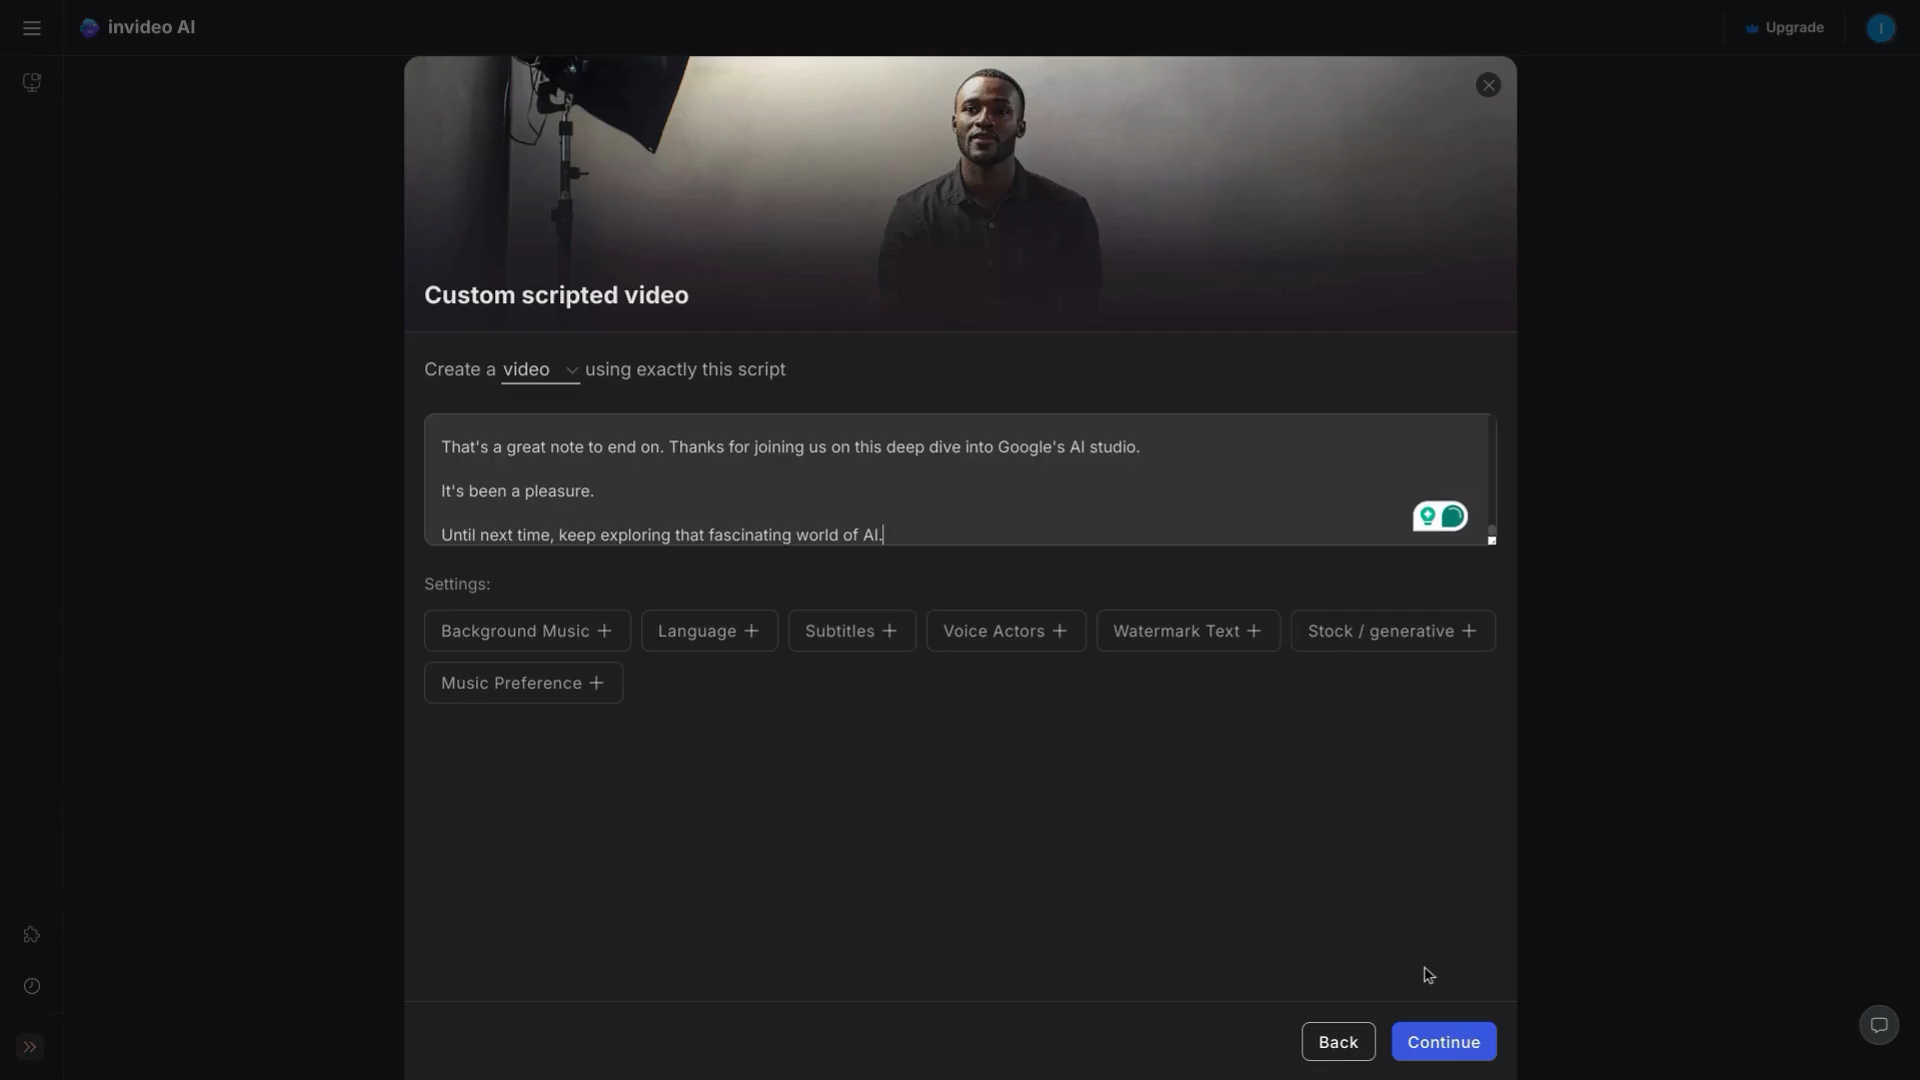 invideo AI
Upgrade
I
Custom scripted video
Create a video using exactly this script
That's a great note to end on. Thanks for joining us on this deep dive into Google's AI studio.
It's been a pleasure.
Until next time, keep exploring that fascinating world of AI.
Settings:
Background Music + Language + Subtitles + Voice Actors + Watermark Text + Stock / generative +
Music Preference +
Back Continue